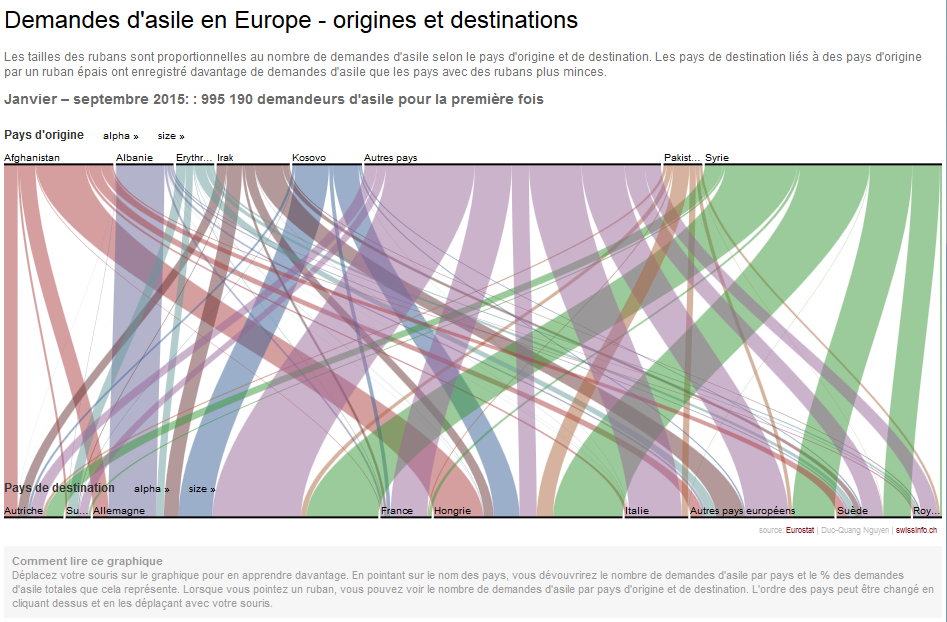 Demandes d'asile en Europe - origines et destinations
Les tailles des rubans sont proportionnelles au nombre de demandes d'asile selon le pays d'origine et de destination. Les pays de destination liés à des pays d'origine
par un ruban épais ont enregistré davantage de demandes d'asile que les pays avec des rubans plus minces.
Janvier – septembre 2015: : 995 190 demandeurs d'asile pour la première fois
Pays d'origine alpha » size »
Afghanistan Albanie Erythr... Irak Kosovo Autres pays Pakist... Syrie
Pays de destination alpha » size »
Autriche Su... Allemagne France Hongrie Italie Autres pays européens Suède Roy...
source: Eurostat | Duc-Quang Nguyen | swissinfo.ch
Comment lire ce graphique
Déplacez votre souris sur le graphique pour en apprendre davantage. En pointant sur le nom des pays, vous dévouvrirez le nombre de demandes d'asile par pays et le % des demandes
d'asile totales que cela représente. Lorsque vous pointez un ruban, vous pouvez voir le nombre de demandes d'asile par pays d'origine et de destination. L'ordre des pays peut être changé en
cliquant dessus et en les déplaçant avec votre souris.